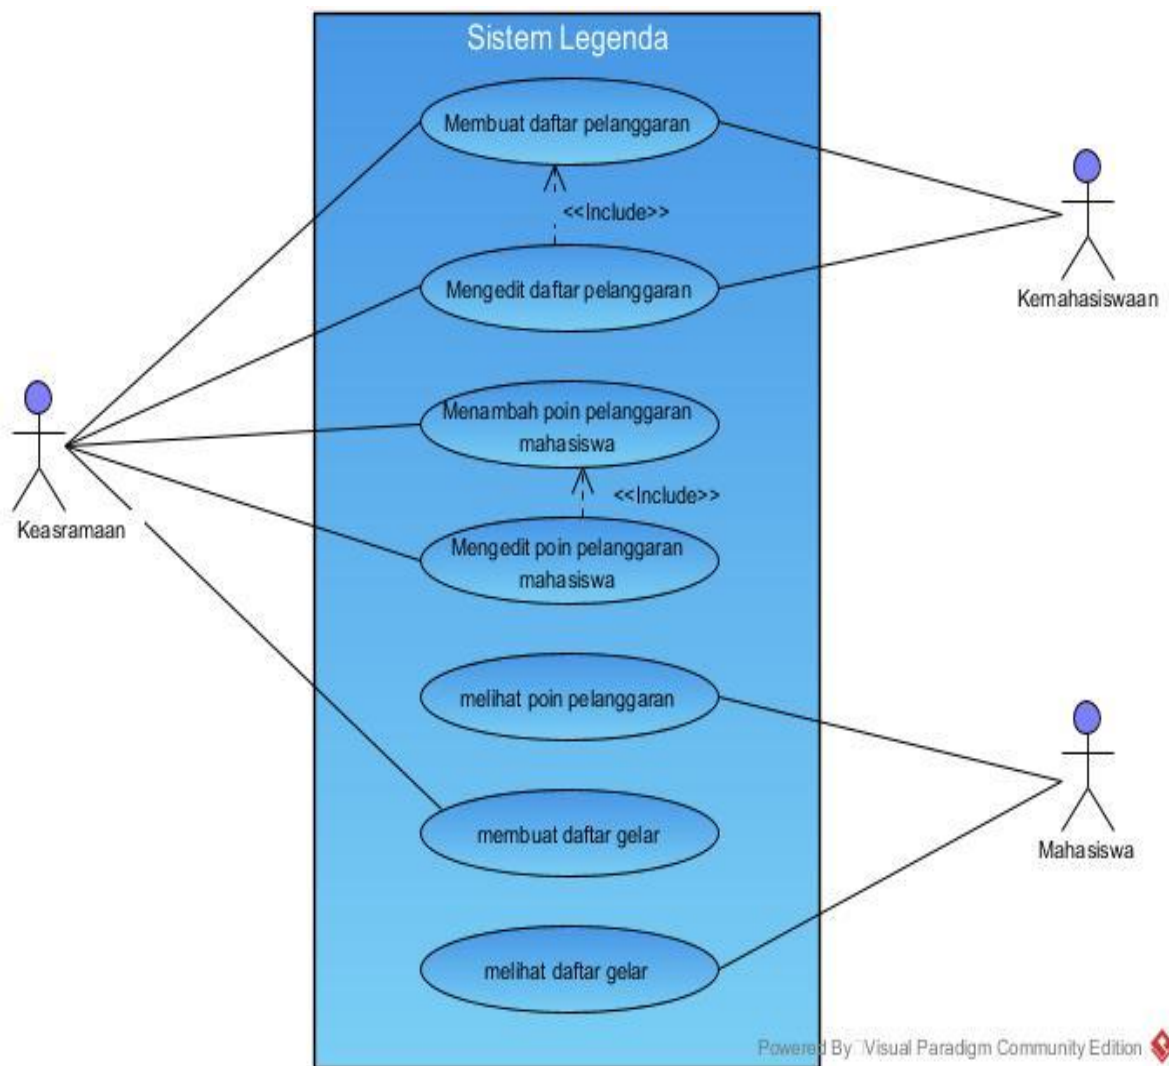 Sistem Legenda
Membuat daftar pelanggaran
<<Include>>
Mengedit daftar pelanggaran
Kemahasiswaan
Menambah poin pelanggaran
mahasiswa
<<Include>>
Keasramaan
Mengedit poin pelanggaran
mahasiswa
melihat poin pelanggaran
membuat daftar gelar
Mahasiswa
melihat daftar gelar
Powered By Visual Paradigm Community Edition